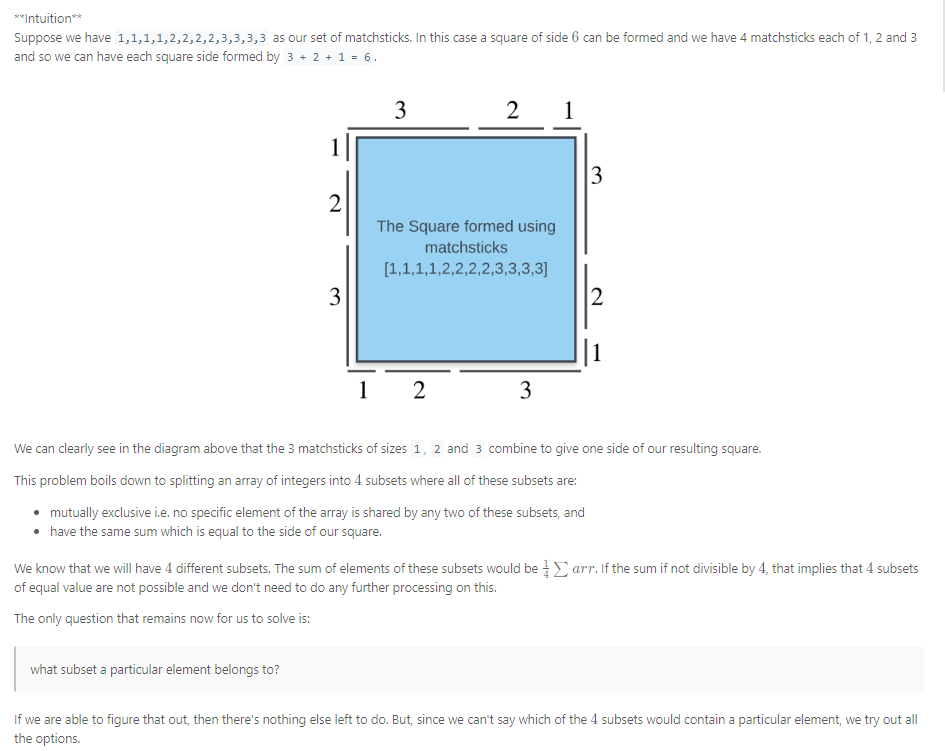 **Intuition**
Suppose we have 1,1,1,1,2,2,2,2,3,3,3,3 as our set of matchsticks. In this case a square of side 6 can be formed and we have 4 matchsticks each of 1, 2 and 3
and so we can have each square side formed by 3 + 2 + 1 = 6.
3 2 1
1
3
2
The Square formed using
matchsticks
[1,1,1,1,2,2,2,2,3,3,3,3]
3
2
1
1 2 3
We can clearly see in the diagram above that the 3 matchsticks of sizes 1, 2 and 3 combine to give one side of our resulting square.
This problem boils down to splitting an array of integers into 4 subsets where all of these subsets are:
• mutually exclusive i.e. no specific element of the array is shared by any two of these subsets, and
• have the same sum which is equal to the side of our square.
We know that we will have 4 different subsets. The sum of elements of these subsets would be ¼ ∑ arr. If the sum if not divisible by 4, that implies that 4 subsets
of equal value are not possible and we don't need to do any further processing on this.
The only question that remains now for us to solve is:
what subset a particular element belongs to?
If we are able to figure that out, then there's nothing else left to do. But, since we can't say which of the 4 subsets would contain a particular element, we try out all
the options.